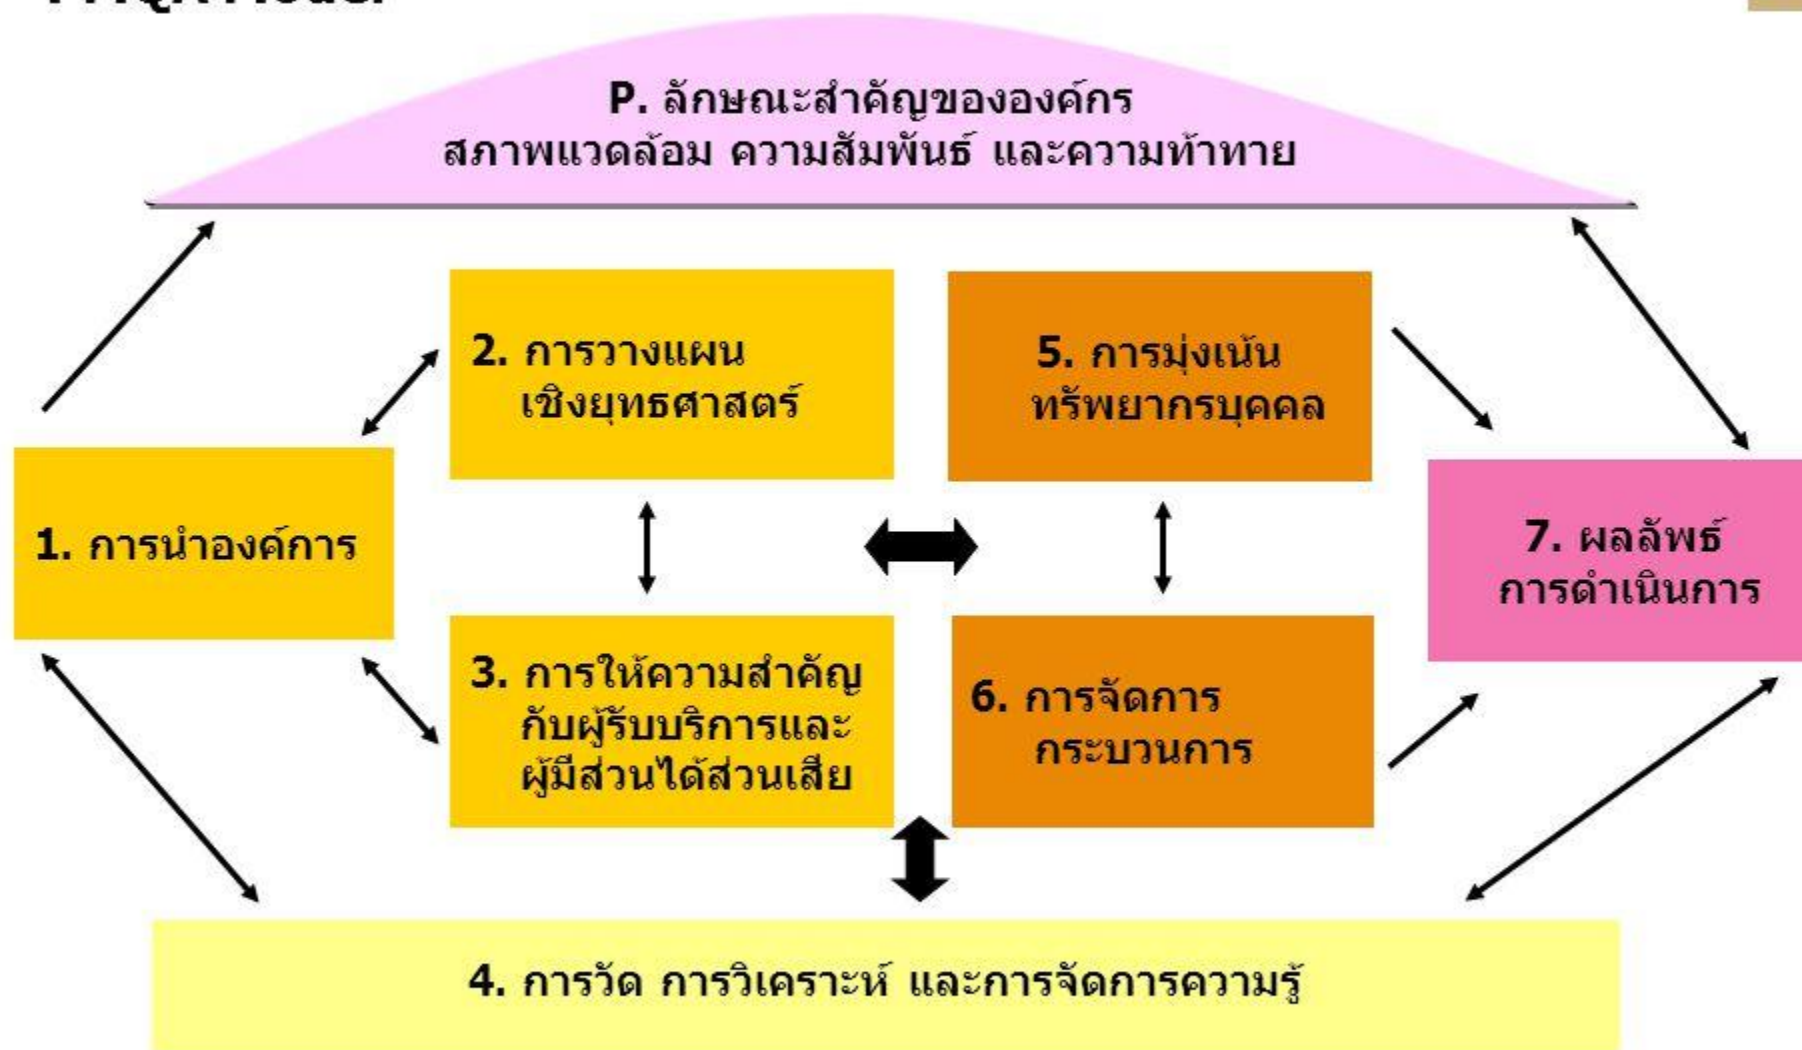 P. ลักษณะสำคัญขององค์กร
สภาพแวดล้อม ความสัมพันธ์ และความท้าทาย
2. การวางแผน
เชิงยุทธศาสตร์
5. การมุ่งเน้น
ทรัพยากรบุคคล
1. การนำองค์การ
7. ผลลัพธ์
การดำเนินการ
3. การให้ความสำคัญ
กับผู้รับบริการและ
ผู้มีส่วนได้ส่วนเสีย
6. การจัดการ
กระบวนการ
4. การวัด การวิเคราะห์ และการจัดการความรู้